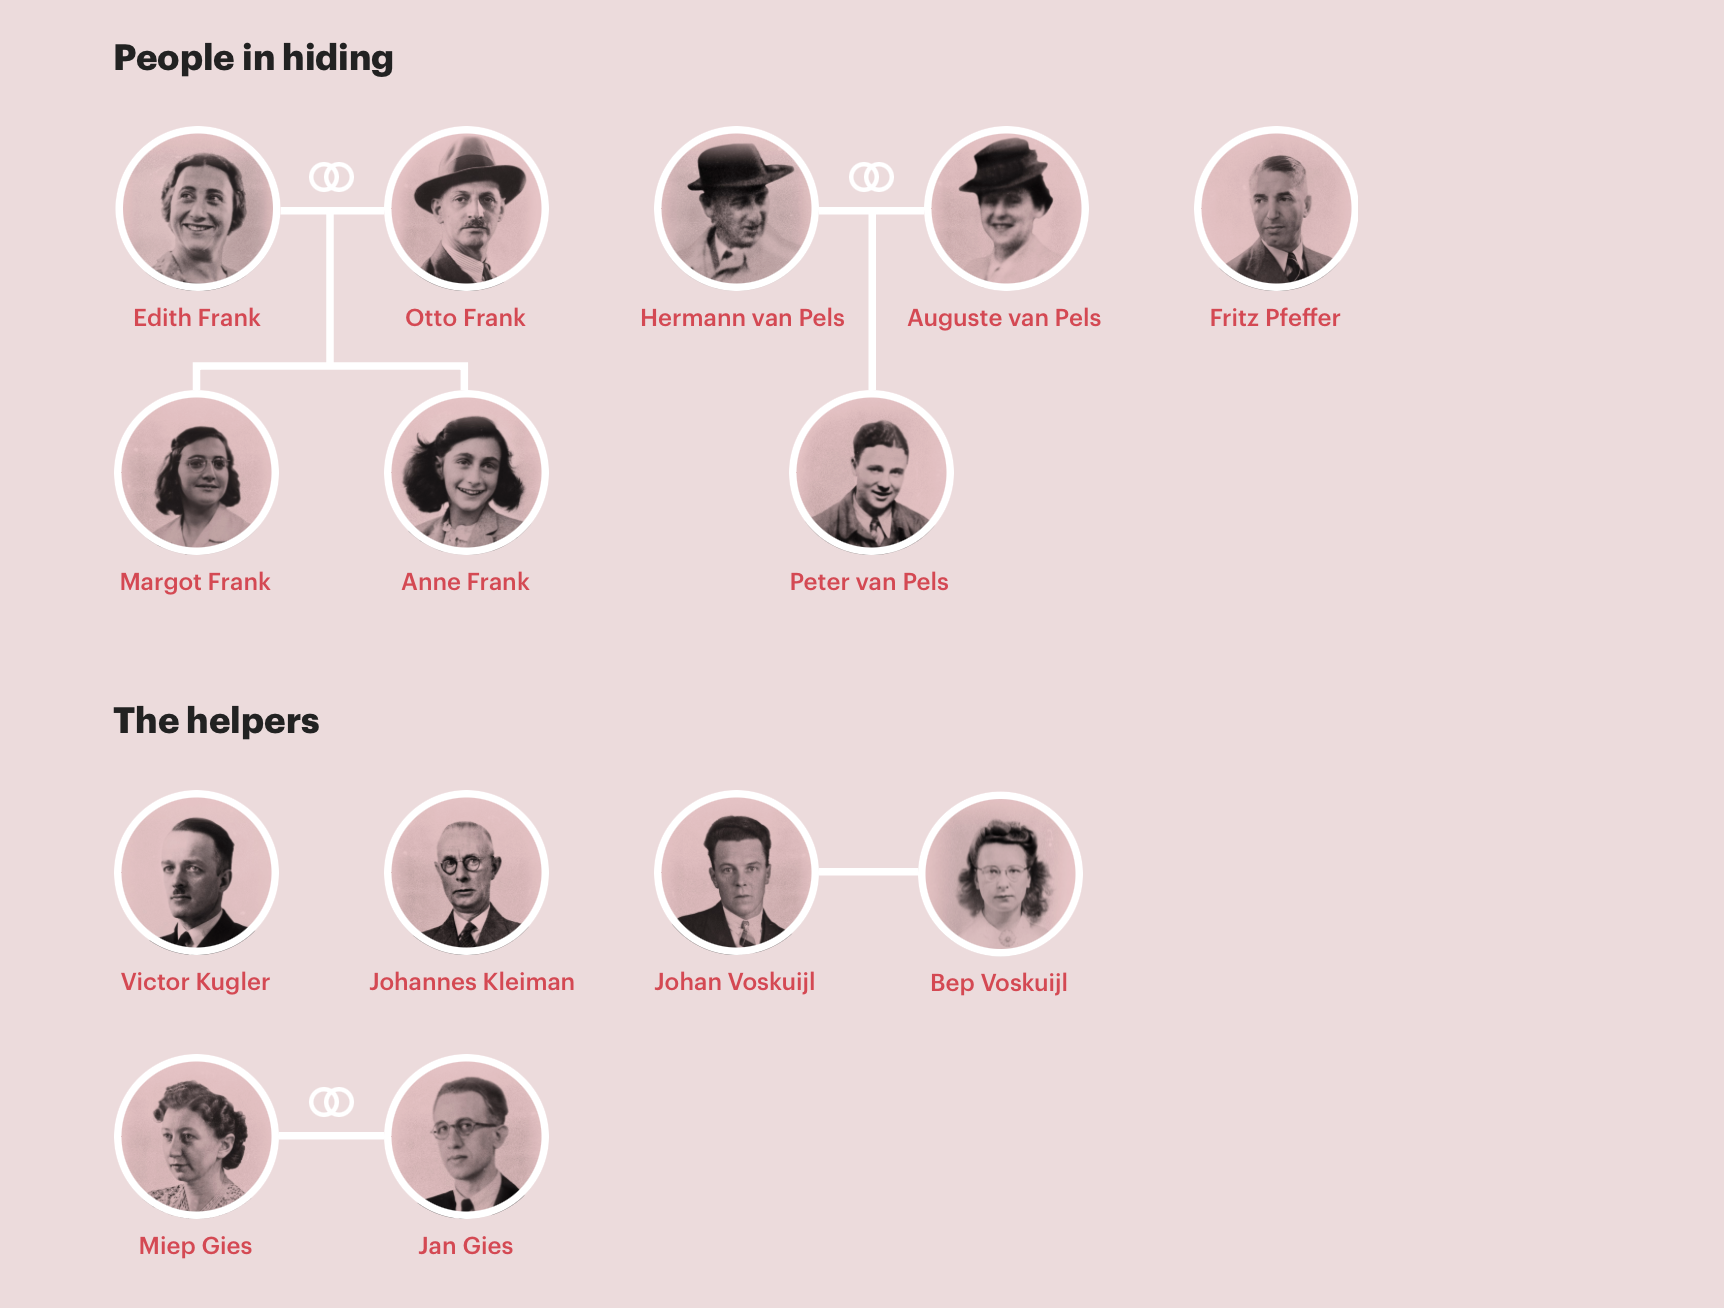 People in hiding
Edith Frank
Otto Frank
Hermann van Pels
Auguste van Pels
Fritz Pfeffer
Margot Frank
Anne Frank
Peter van Pels
The helpers
Victor Kugler
Johannes Kleiman
Johan Voskuijl
Bep Voskuijl
Miep Gies
Jan Gies